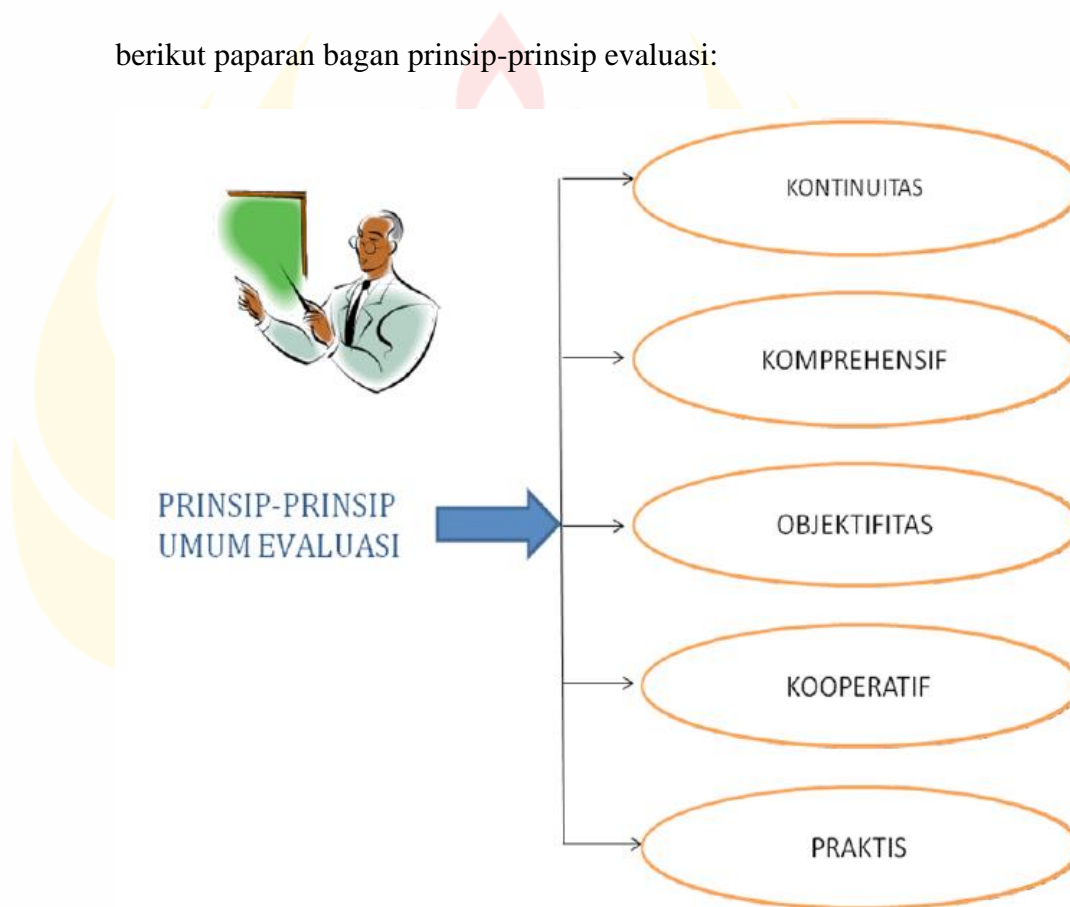 berikut paparan bagan prinsip-prinsip evaluasi:
PRINSIP-PRINSIP
UMUM EVALUASI
KONTINUITAS
KOMPREHENSIF
OBJEKTIFITAS
KOOPERATIF
PRAKTIS